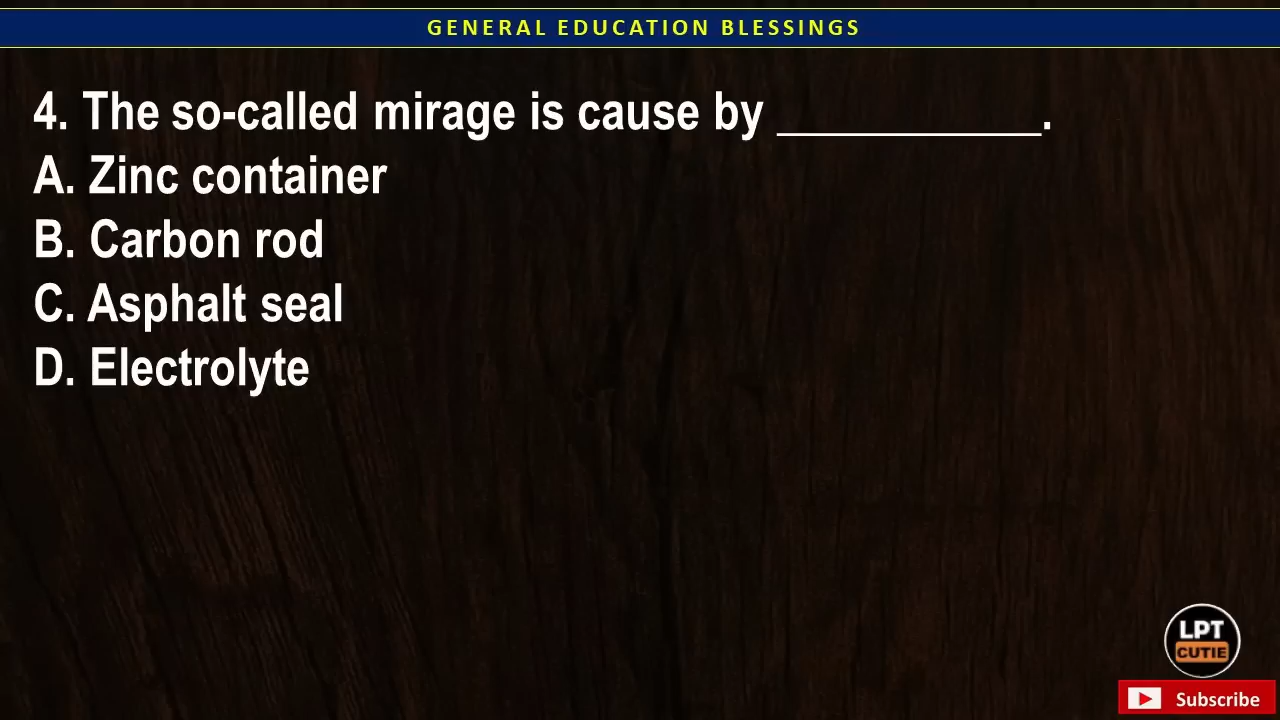 GENERAL EDUCATION BLESSINGS
4. The so-called mirage is cause by ___________.
A. Zinc container
B. Carbon rod
C. Asphalt seal
D. Electrolyte
LPT
CUTIE
Subscribe